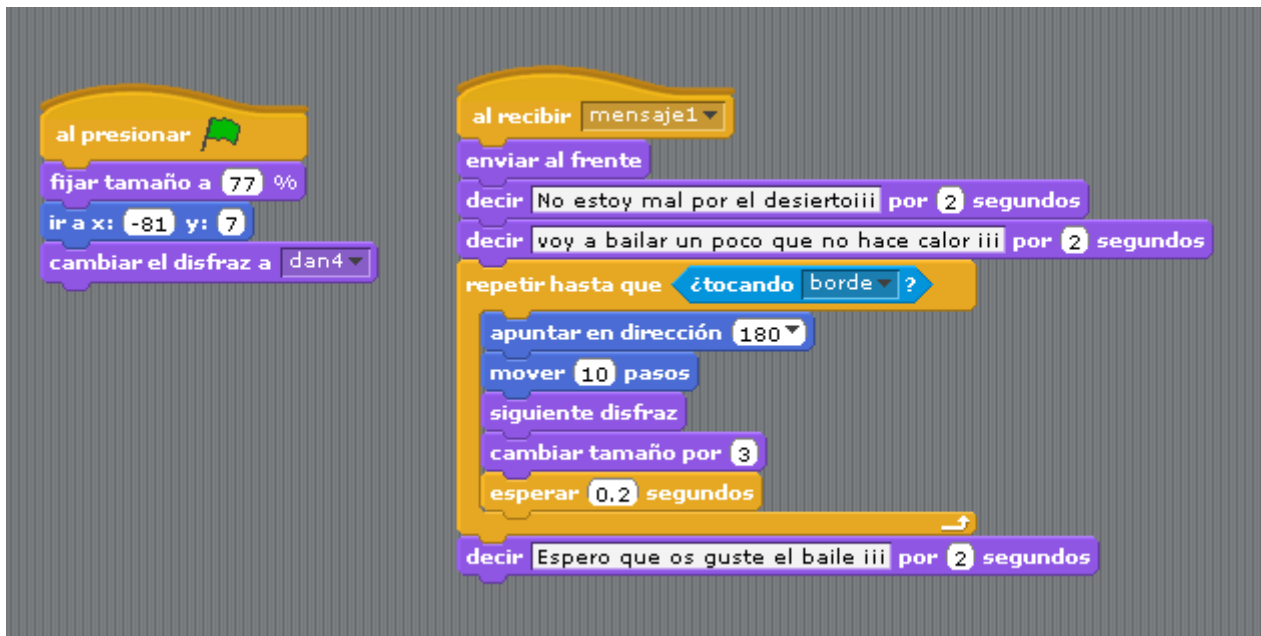 al presionar
fijar tamaño a 77 %
ir a x: -81 y: 7
cambiar el disfraz a dan4
al recibir mensaje1
enviar al frente
decir No estoy mal por el desiertoiii por 2 segundos
decir voy a bailar un poco que no hace calor iii por 2 segundos
repetir hasta que ¿tocando borde ?
apuntar en dirección 180
mover 10 pasos
siguiente disfraz
cambiar tamaño por 3
esperar 0.2 segundos
decir Espero que os guste el baile iii por 2 segundos